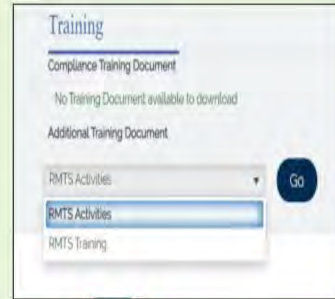 Training
Compliance Training Document
No Training Document available to download
Additional Training Document
RMTS Activities
Go
RMTS Activities
RMTS Training